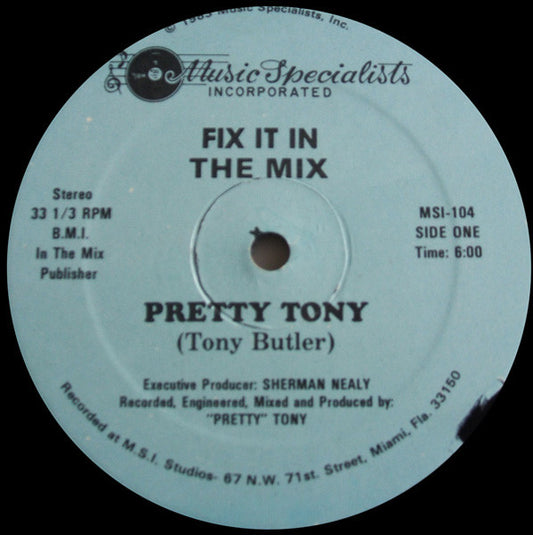 © 1983 Music Specialists, Inc.
Music Specialists
INCORPORATED
FIX IT IN
THE MIX
Stereo
33 1/3 RPM
B.M.I.
In The Mix
Publisher
MSI-104
SIDE ONE
Time: 6:00
PRETTY TONY
(Tony Butler)
Executive Producer: SHERMAN NEALY
Recorded, Engineered, Mixed and Produced by:
"PRETTY" TONY
Recorded at M.S.I. Studios- 67 N.W. 71st. Street, Miami, Fla. 33150